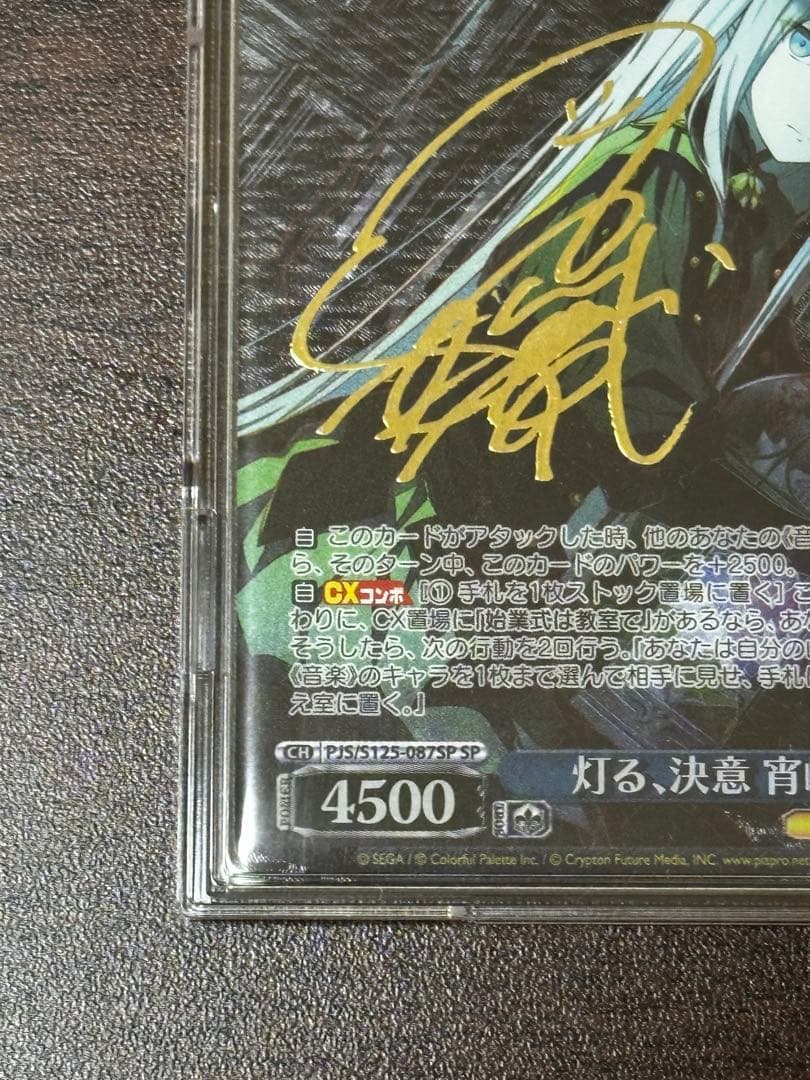 自 このカードがアタックした時、他のあなたの《音
ら、そのターン中、このカードのパワーを+2500。
自 CXコンボ [① 手札を1枚ストック置場に置く] こ
わりに、CX置場に「始業式は教室で」があるなら、あな
そうしたら、次の行動を2回行う。『あなたは自分の
《音楽》のキャラを1枚まで選んで相手に見せ、手札に
え室に置く。』
CH PJS/S125-087SP SP
灯る、決意 宵
POWER 4500
© SEGA / © Colorful Palette Inc. / © Crypton Future Media, INC. www.piapro.net